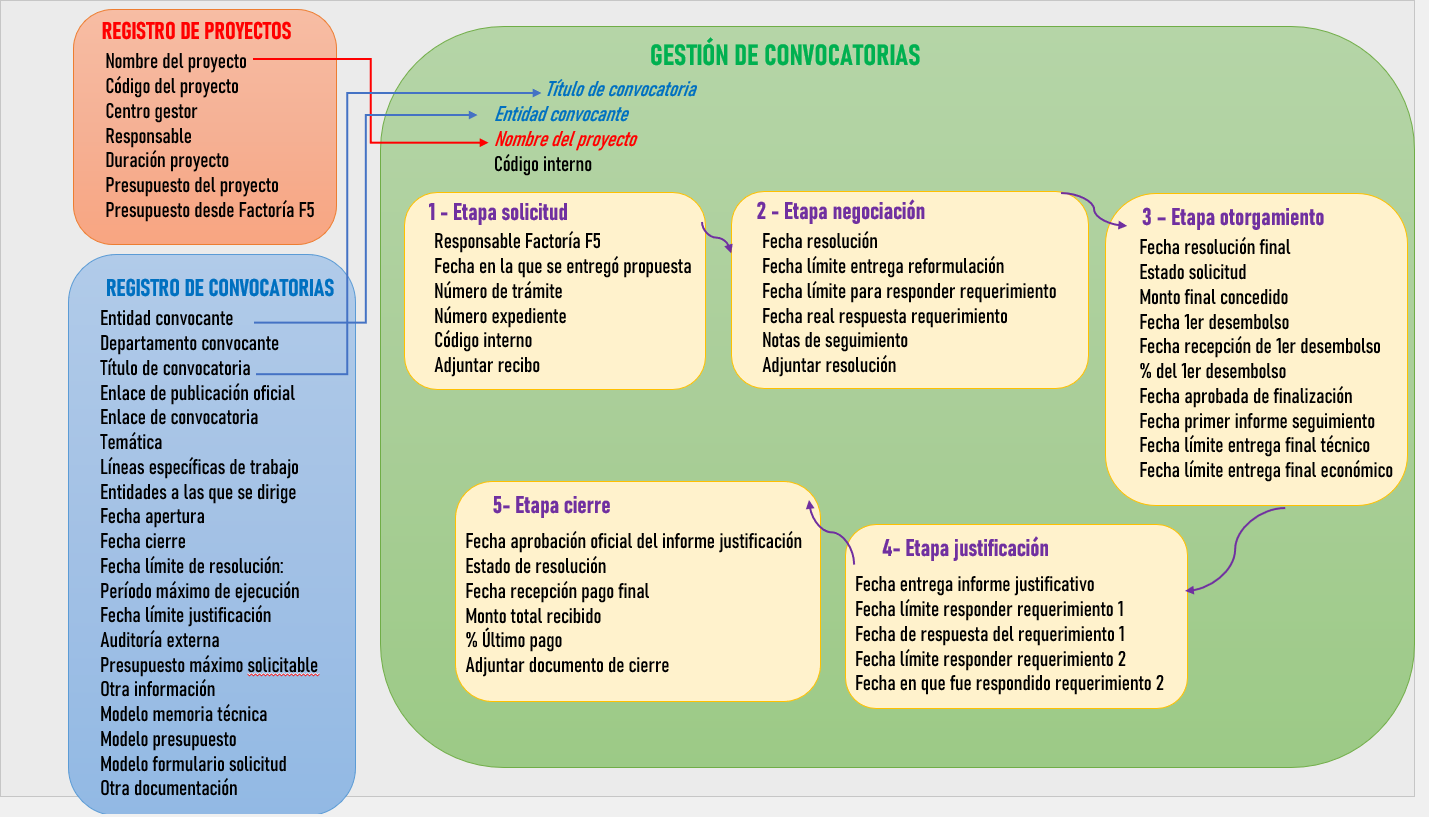 REGISTRO DE PROYECTOS
Nombre del proyecto
Código del proyecto
Centro gestor
Responsable
Duración proyecto
Presupuesto del proyecto
Presupuesto desde Factoría F5
REGISTRO DE CONVOCATORIAS
Entidad convocante
Departamento convocante
Título de convocatoria
Enlace de publicación oficial
Enlace de convocatoria
Temática
Líneas específicas de trabajo
Entidades a las que se dirige
Fecha apertura
Fecha cierre
Fecha límite de resolución:
Período máximo de ejecución
Fecha límite justificación
Auditoría externa
Presupuesto máximo solicitable
Otra información
Modelo memoria técnica
Modelo presupuesto
Modelo formulario solicitud
Otra documentación
GESTIÓN DE CONVOCATORIAS
Título de convocatoria
Entidad convocante
Nombre del proyecto
Código interno
1 - Etapa solicitud
Responsable Factoría F5
Fecha en la que se entregó propuesta
Número de trámite
Número expediente
Código interno
Adjuntar recibo
2 - Etapa negociación
Fecha resolución
Fecha límite entrega reformulación
Fecha límite para responder requerimiento
Fecha real respuesta requerimiento
Notas de seguimiento
Adjuntar resolución
3 – Etapa otorgamiento
Fecha resolución final
Estado solicitud
Monto final concedido
Fecha 1er desembolso
Fecha recepción de 1er desembolso
% del 1er desembolso
Fecha aprobada de finalización
Fecha primer informe seguimiento
Fecha límite entrega final técnico
Fecha límite entrega final económico
4- Etapa justificación
Fecha entrega informe justificativo
Fecha límite responder requerimiento 1
Fecha de respuesta del requerimiento 1
Fecha límite responder requerimiento 2
Fecha en que fue respondido requerimiento 2
5- Etapa cierre
Fecha aprobación oficial del informe justificación
Estado de resolución
Fecha recepción pago final
Monto total recibido
% Último pago
Adjuntar documento de cierre